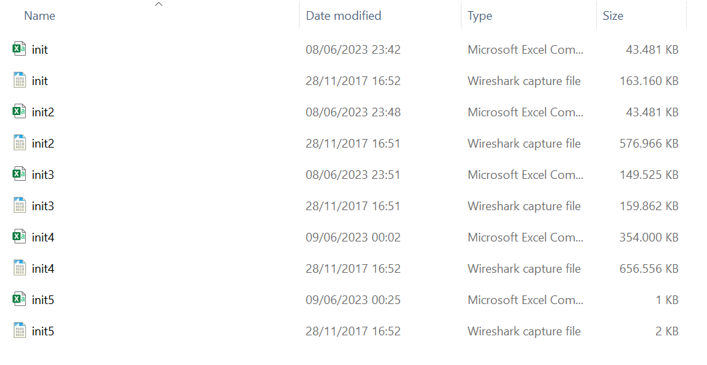 Name Date modified Type Size
init 08/06/2023 23:42 Microsoft Excel Com... 43.481 KB
init 28/11/2017 16:52 Wireshark capture file 163.160 KB
init2 08/06/2023 23:48 Microsoft Excel Com... 43.481 KB
init2 28/11/2017 16:51 Wireshark capture file 576.966 KB
init3 08/06/2023 23:51 Microsoft Excel Com... 149.525 KB
init3 28/11/2017 16:51 Wireshark capture file 159.862 KB
init4 09/06/2023 00:02 Microsoft Excel Com... 354.000 KB
init4 28/11/2017 16:52 Wireshark capture file 656.556 KB
init5 09/06/2023 00:25 Microsoft Excel Com... 1 KB
init5 28/11/2017 16:52 Wireshark capture file 2 KB